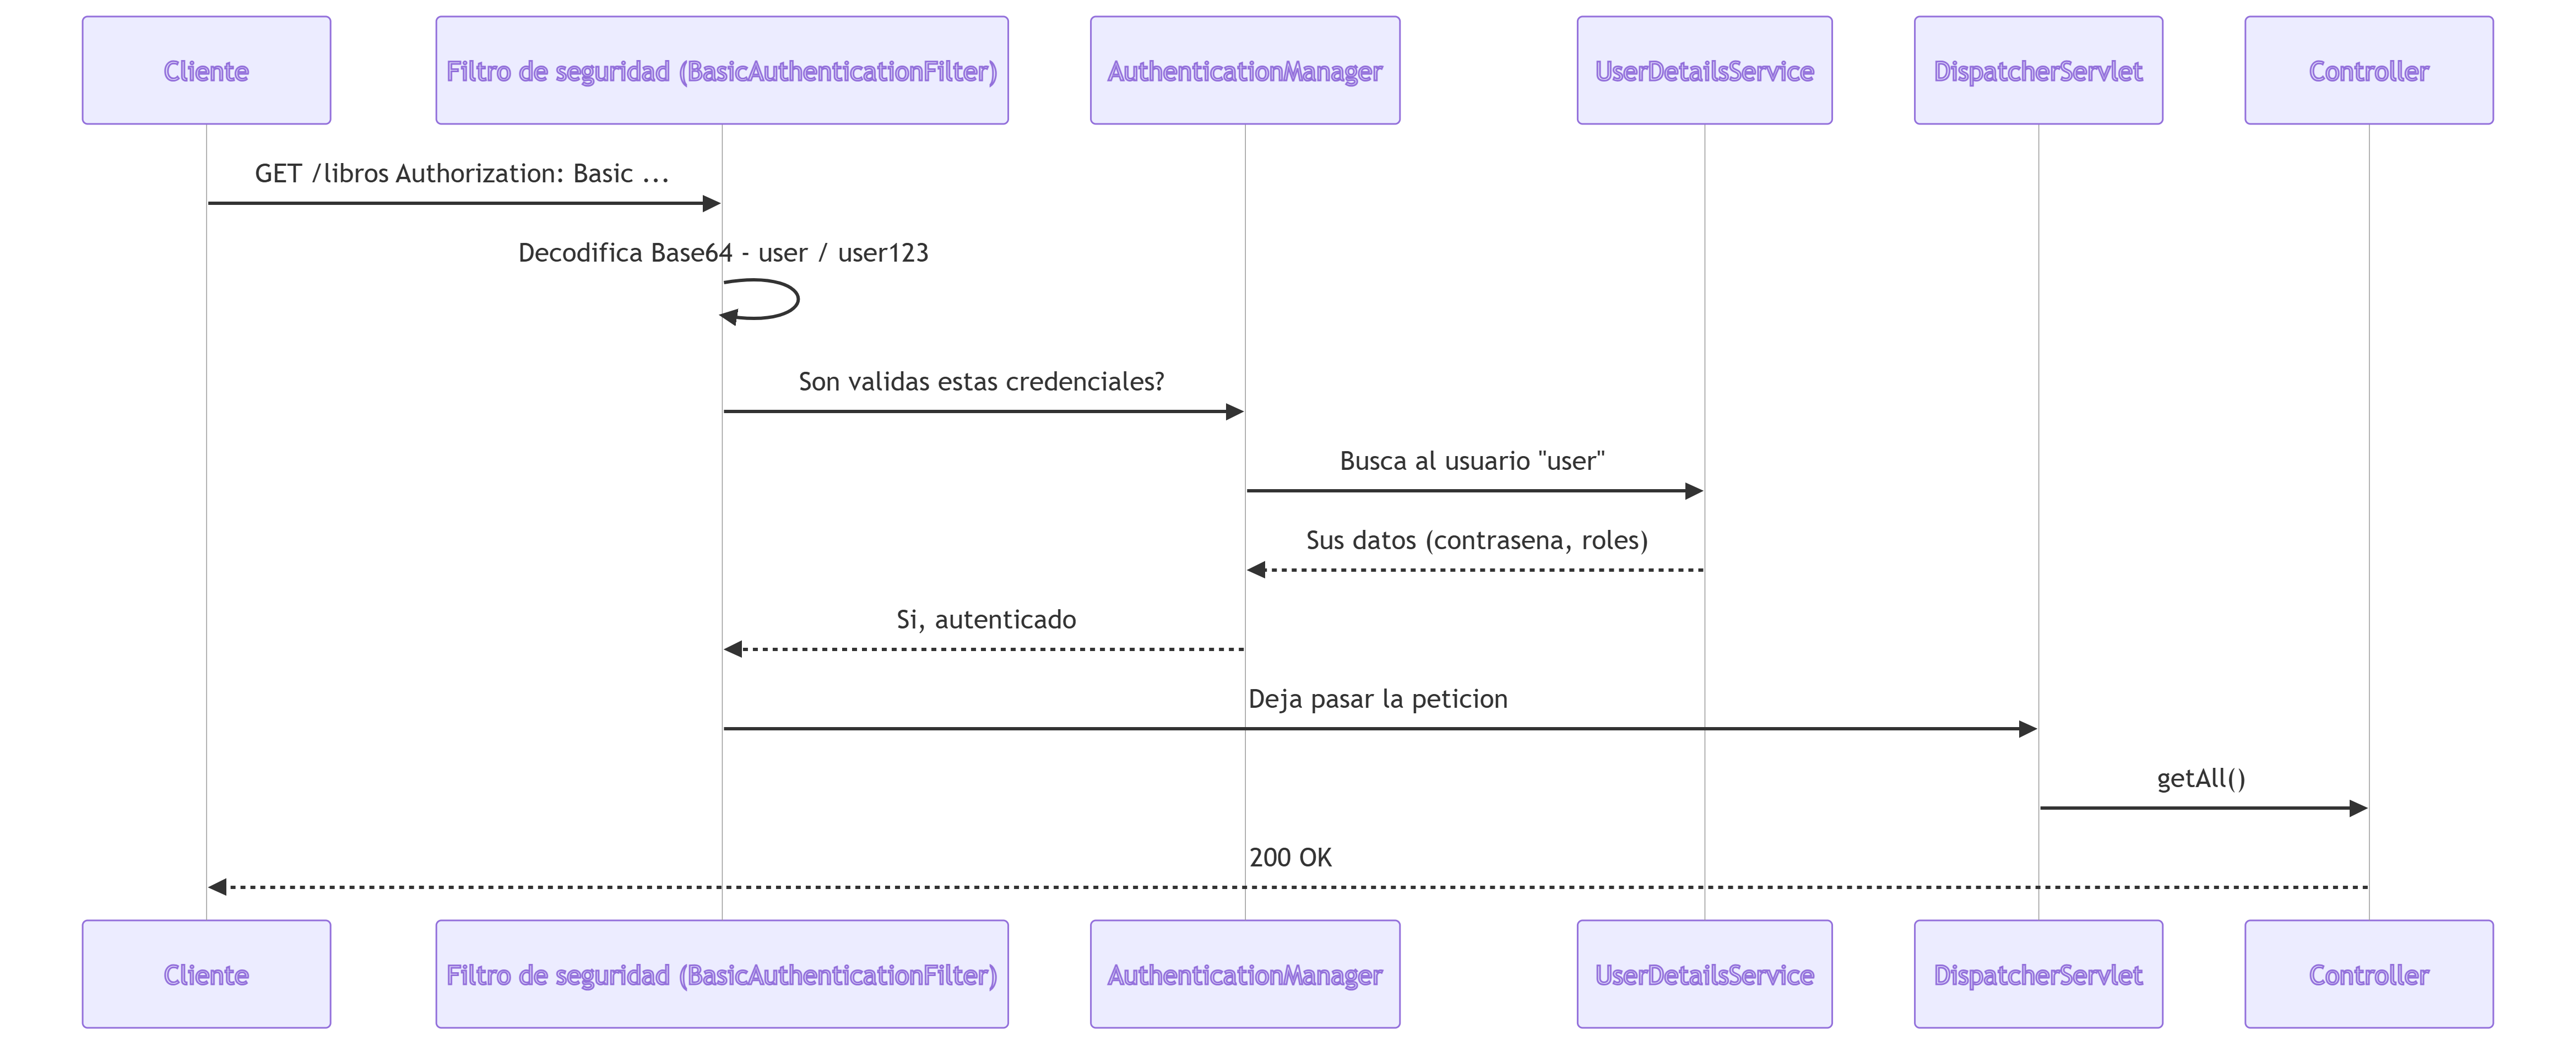 Cliente
Filtro de seguridad (BasicAuthenticationFilter)
AuthenticationManager
UserDetailsService
DispatcherServlet
Controller
GET /libros Authorization: Basic ...
Decodifica Base64 - user / user123
Son validas estas credenciales?
Busca al usuario "user"
Sus datos (contrasena, roles)
Si, autenticado
Deja pasar la peticion
getAll()
200 OK
Cliente
Filtro de seguridad (BasicAuthenticationFilter)
AuthenticationManager
UserDetailsService
DispatcherServlet
Controller